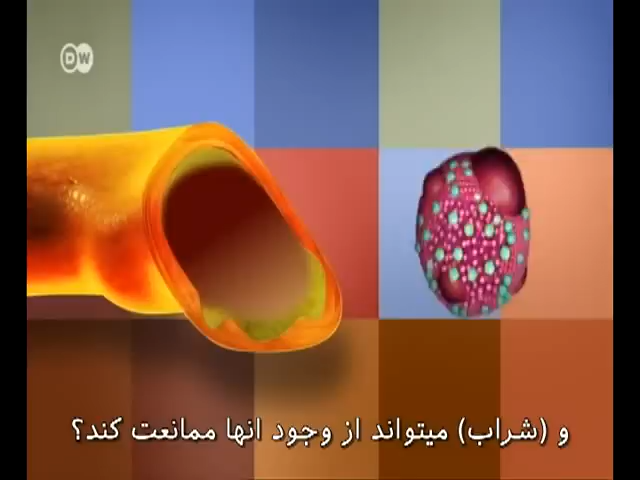 DW
و (شراب) میتواند از وجود انها ممانعت کند؟